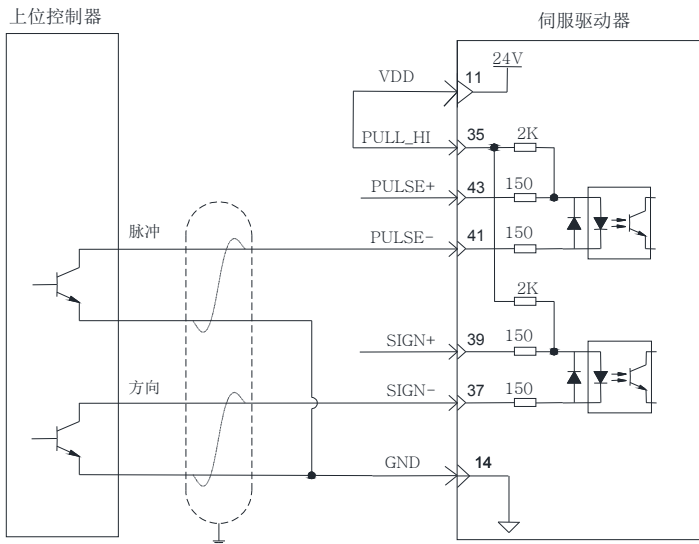 上位控制器
伺服驱动器
24V
VDD
11
PULL_HI
35
2K
PULSE+
43
150
脉冲
PULSE-
41
150
2K
SIGN+
39
150
方向
SIGN-
37
150
GND
14